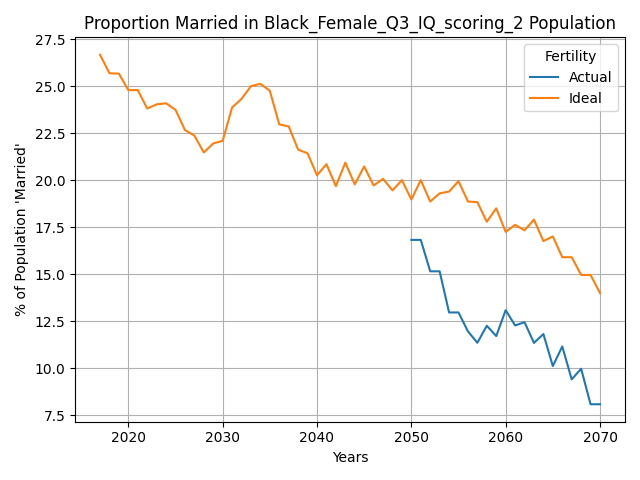 Proportion Married in Black_Female_Q3_IQ_scoring_2 Population
27.5
25.0
22.5
20.0
17.5
15.0
12.5
10.0
7.5
% of Population 'Married'
Fertility
Actual
Ideal
2020 2030 2040 2050 2060 2070
Years